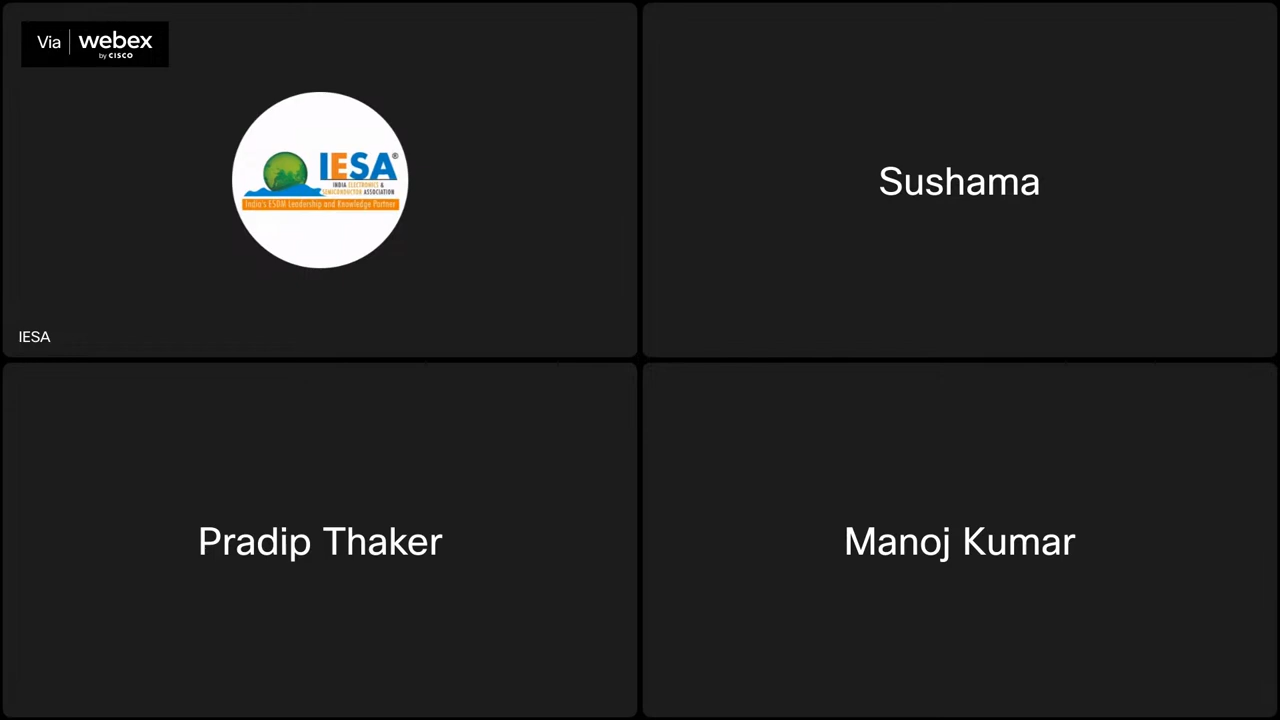 Via webex
by CISCO
IESA®
INDIA ELECTRONICS &
SEMICONDUCTOR ASSOCIATION
India's ESDM Leadership and Knowledge Partner
IESA
Sushama
Pradip Thaker
Manoj Kumar